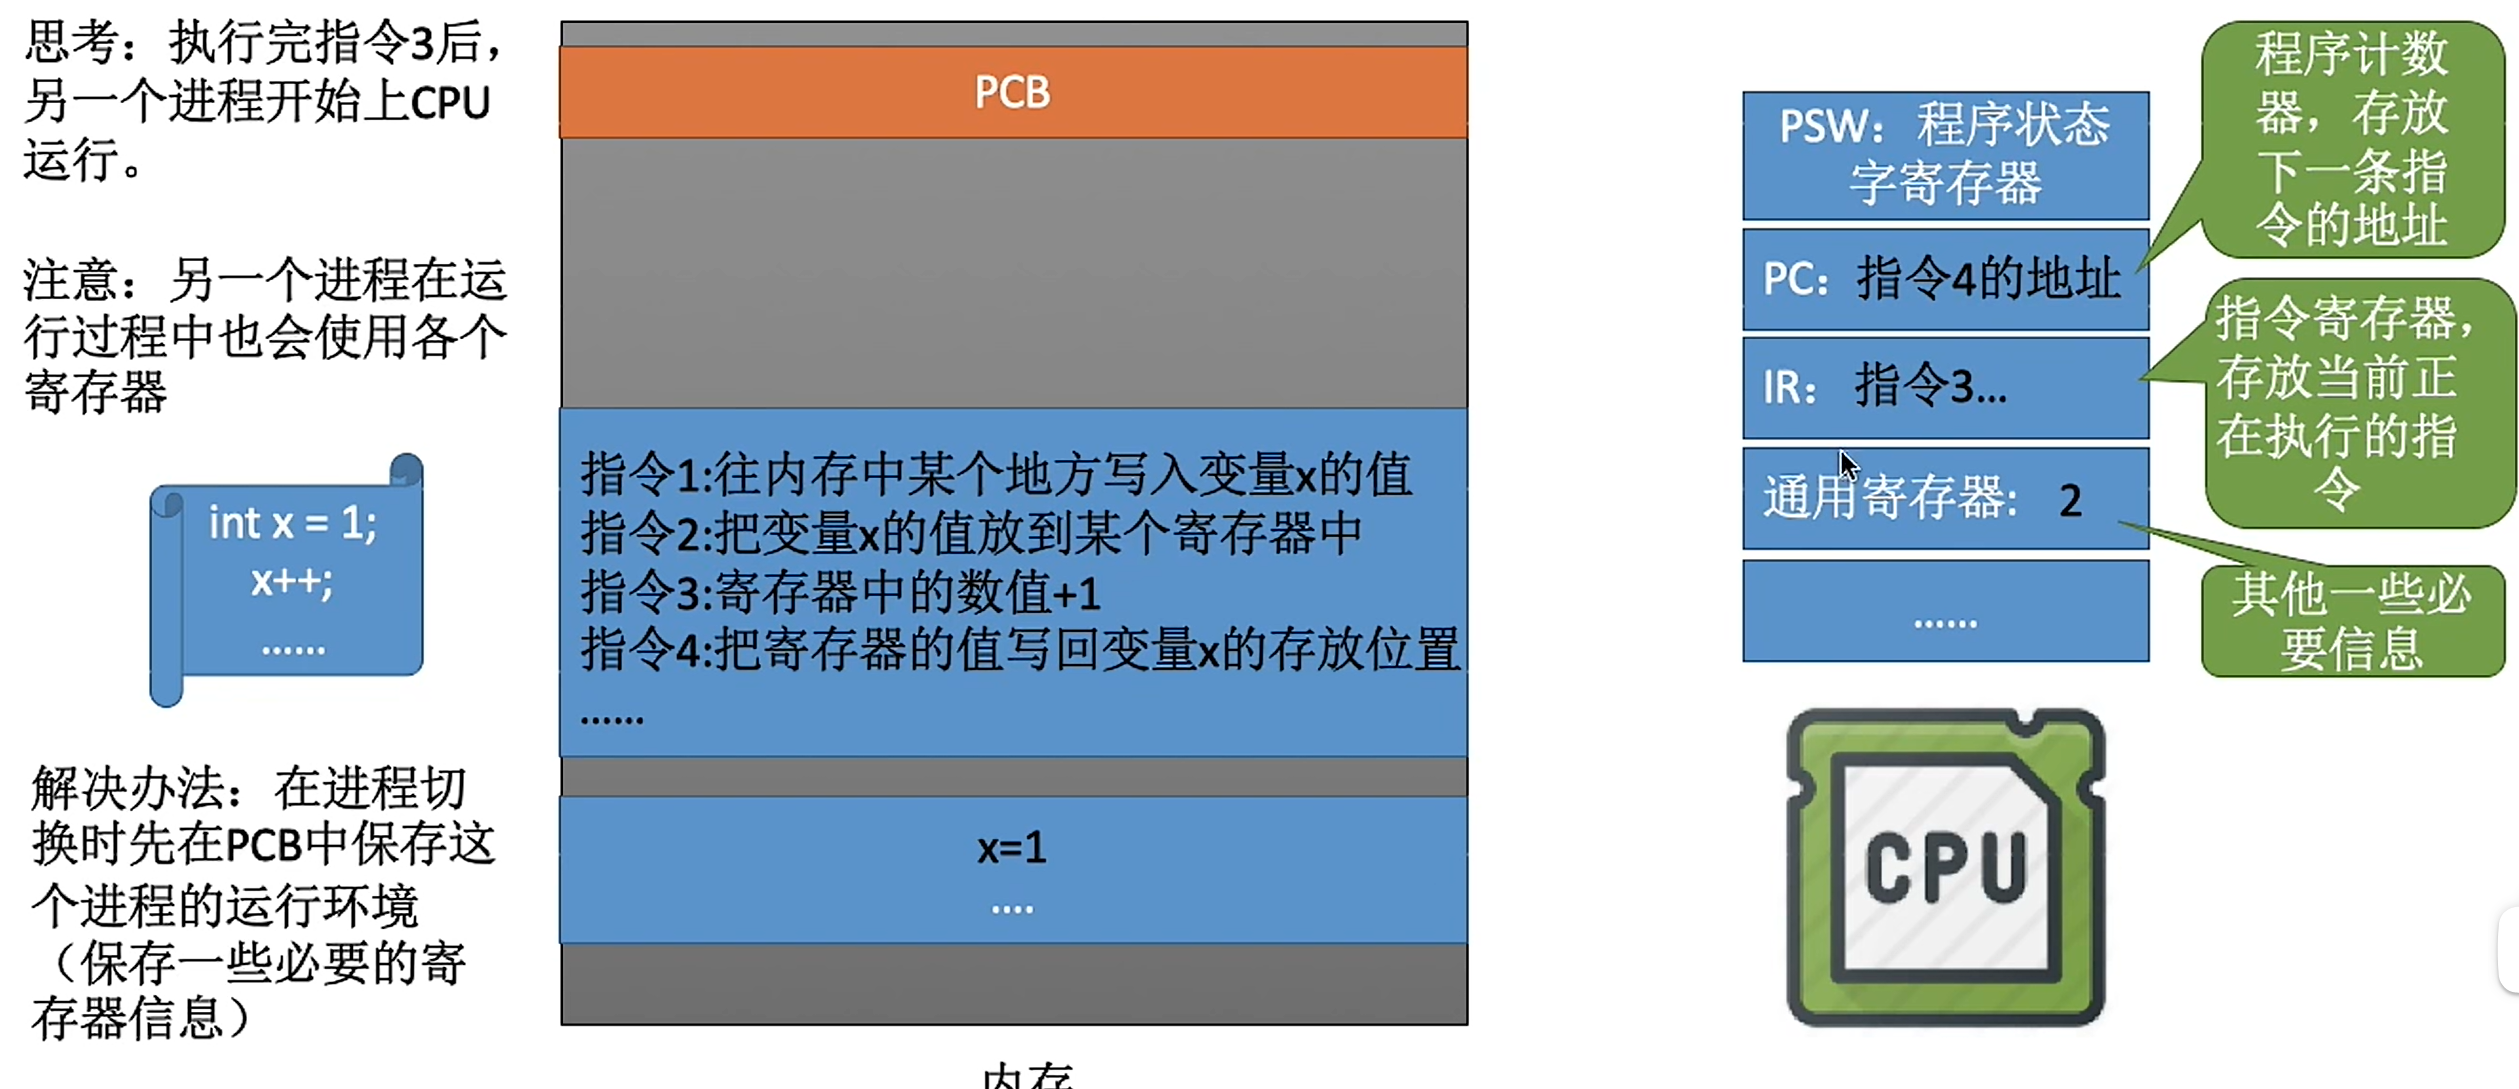 思考：执行完指令3后，
另一个进程开始上CPU
运行。
注意：另一个进程在运
行过程中也会使用各个
寄存器
int x = 1;
x++;
……
解决办法：在进程切
换时先在PCB中保存这
个进程的运行环境
（保存一些必要的寄
存器信息）
PCB
指令1:往内存中某个地方写入变量x的值
指令2:把变量x的值放到某个寄存器中
指令3:寄存器中的数值+1
指令4:把寄存器的值写回变量x的存放位置
……
x=1
....
内存
PSW：程序状态
字寄存器
PC：指令4的地址
IR：指令3...
通用寄存器: 2
……
程序计数
器，存放
下一条指
令的地址
指令寄存器，
存放当前正
在执行的指
令
其他一些必
要信息
CPU